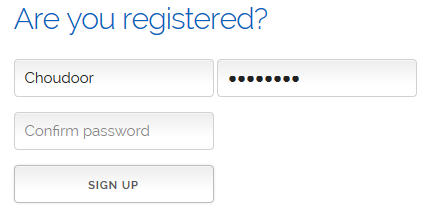 Are you registered?
Choudoor ••••••••
Confirm password
SIGN UP